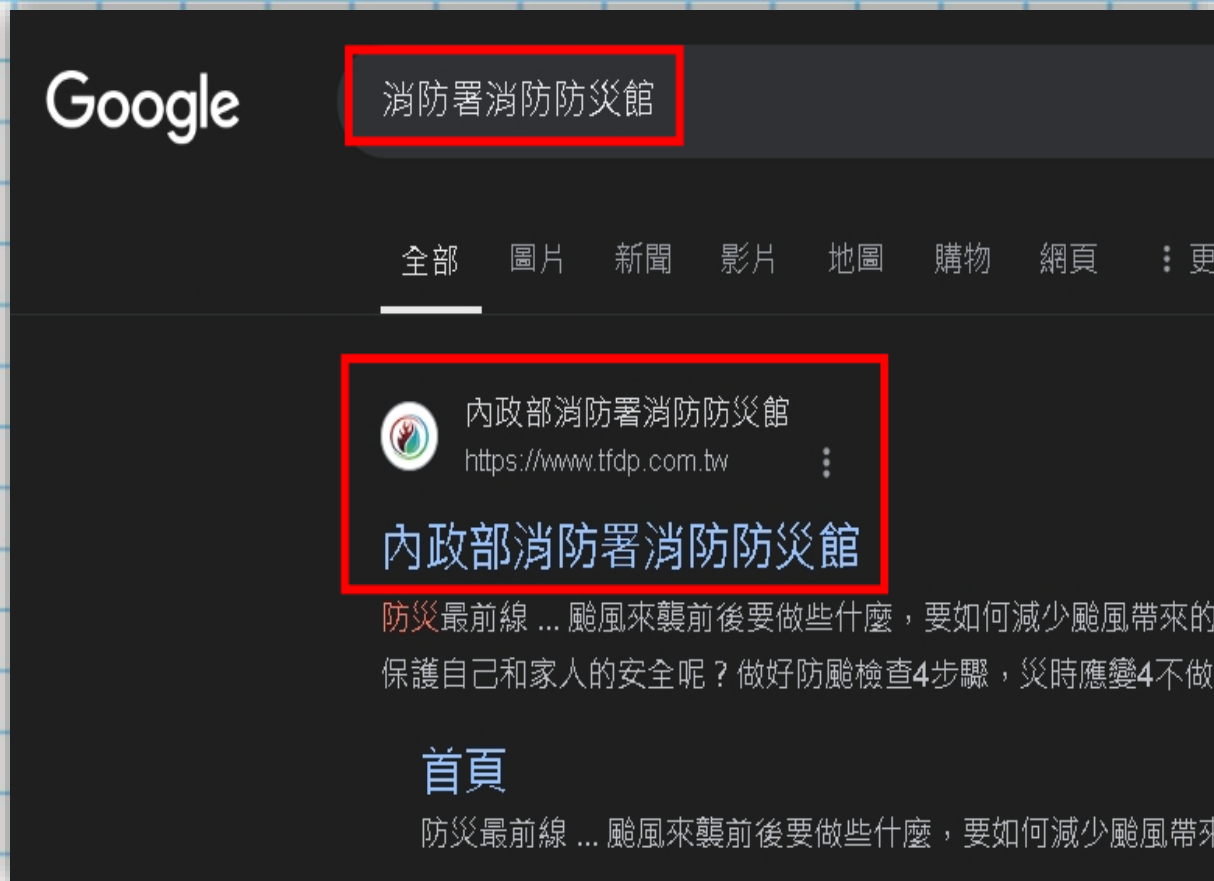 Google
消防署消防防災館
全部 圖片 新聞 影片 地圖 購物 網頁 ⋮ 更
內政部消防署消防防災館
https://www.tfdp.com.tw
內政部消防署消防防災館
防災最前線 ... 颱風來襲前後要做些什麼,要如何減少颱風帶來的
保護自己和家人的安全呢?做好防颱檢查4步驟,災時應變4不做
首頁
防災最前線 ... 颱風來襲前後要做些什麼,要如何減少颱風帶來